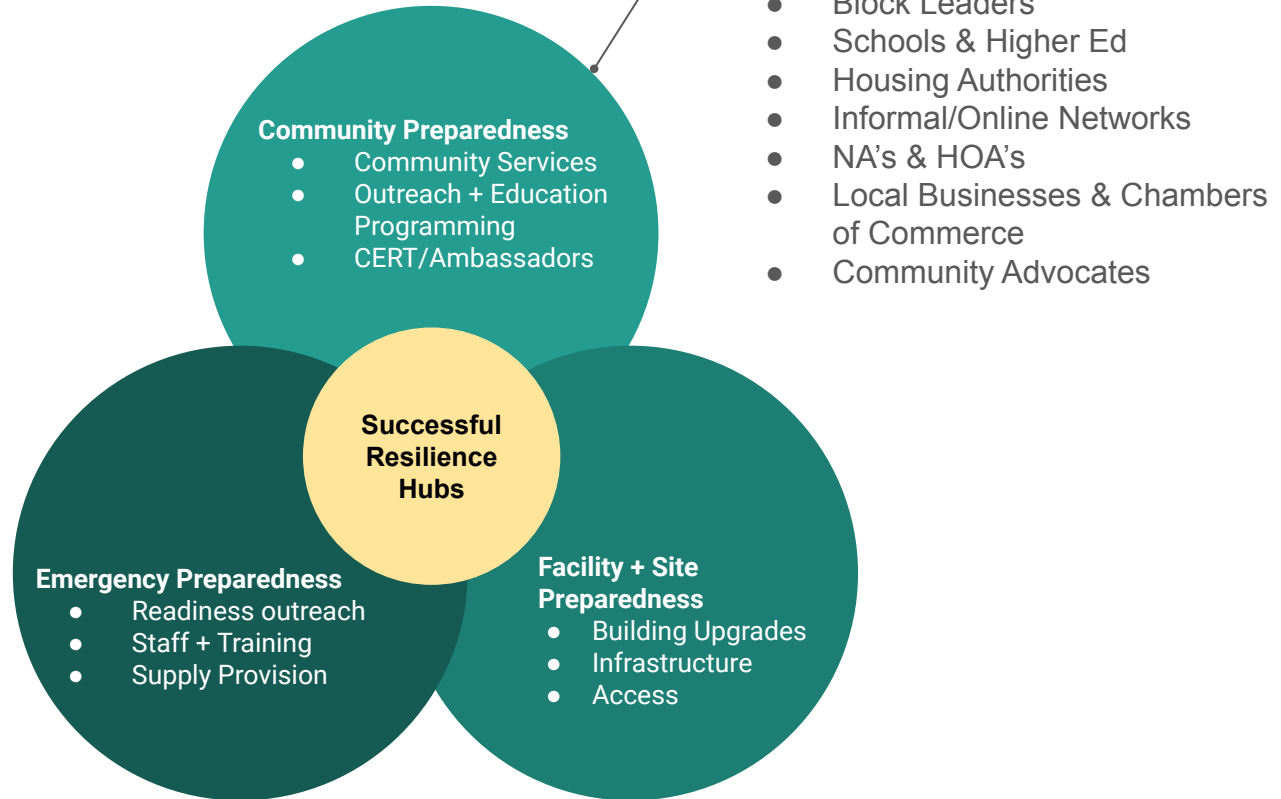 ● Block Leaders
● Schools & Higher Ed
● Housing Authorities
● Informal/Online Networks
● NA's & HOA's
● Local Businesses & Chambers
of Commerce
● Community Advocates
Community Preparedness
● Community Services
● Outreach + Education
Programming
● CERT/Ambassadors
Successful
Resilience
Hubs
Emergency Preparedness
● Readiness outreach
● Staff + Training
● Supply Provision
Facility + Site
Preparedness
● Building Upgrades
● Infrastructure
● Access